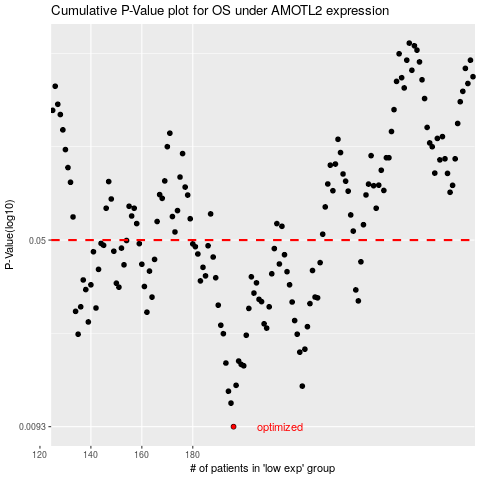 Cumulative P-Value plot for OS under AMOTL2 expression
P-Value(log10)
0.05
0.0093
optimized
120 140 160 180
# of patients in 'low exp' group